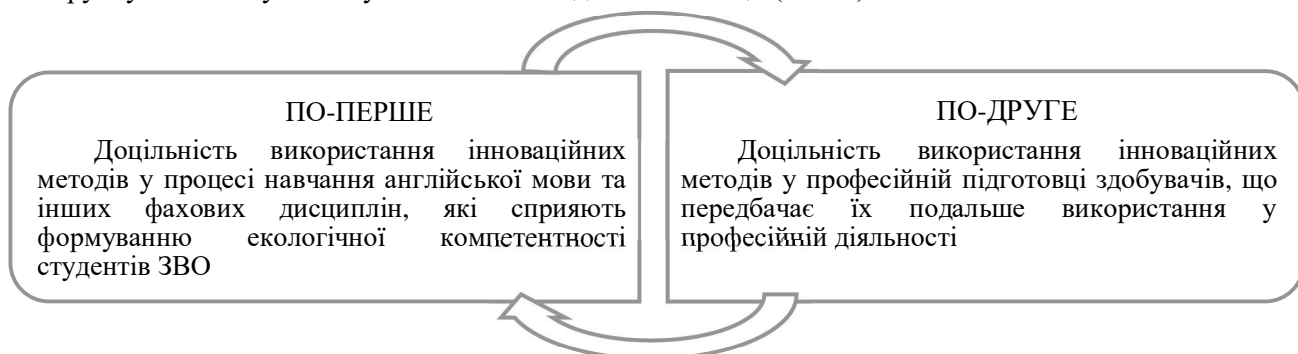 ПО-ПЕРШЕ
Доцільність використання інноваційних
методів у процесі навчання англійської мови та
інших фахових дисциплін, які сприяють
формуванню екологічної компетентності
студентів ЗВО
ПО-ДРУГЕ
Доцільність використання інноваційних
методів у професійній підготовці здобувачів, що
передбачає їх подальше використання у
професійній діяльності